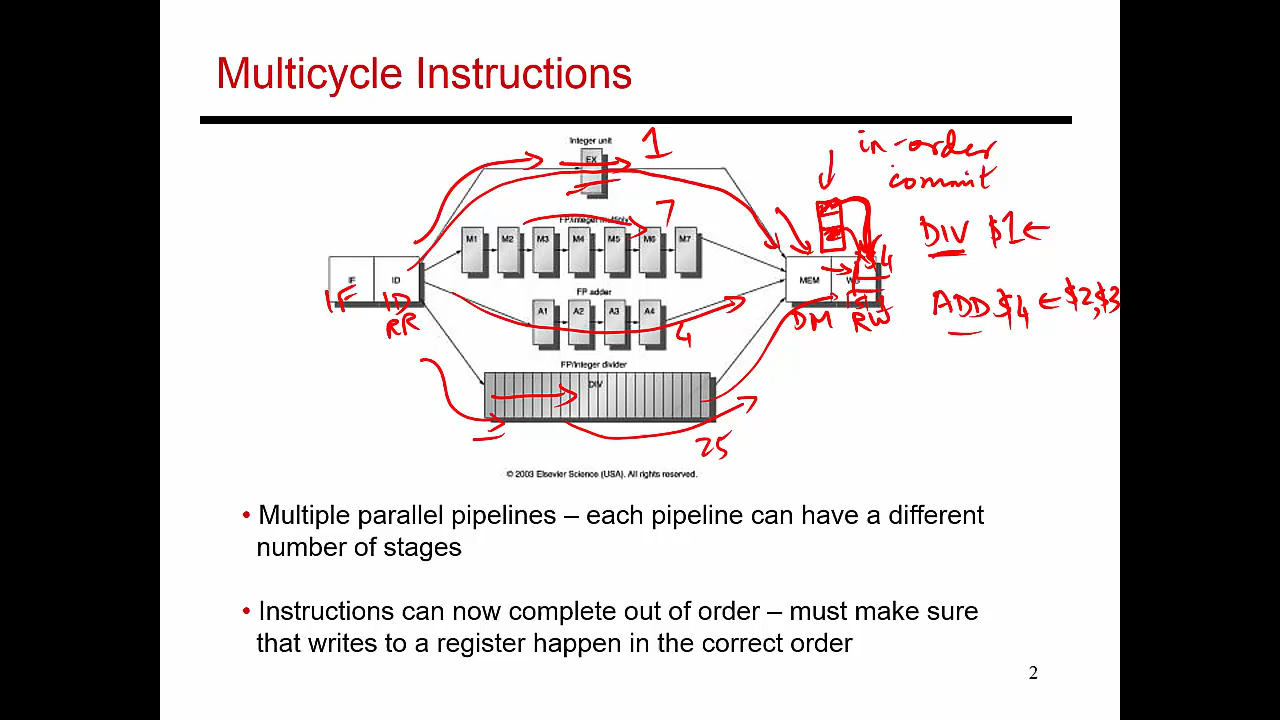 Multicycle Instructions
Integer unit
EX
1
in-order
commit
FP/integer multiply
7
M1 M2 M3 M4 M5 M6 M7
DIV $1 ←
IF ID
MEM
IF ID
RR
FP adder
DM RW
ADD $4 ← $2, $3
A1 A2 A3 A4
4
FP/integer divider
DIV
25
© 2003 Elsevier Science (USA). All rights reserved.
• Multiple parallel pipelines – each pipeline can have a different
number of stages
• Instructions can now complete out of order – must make sure
that writes to a register happen in the correct order
2